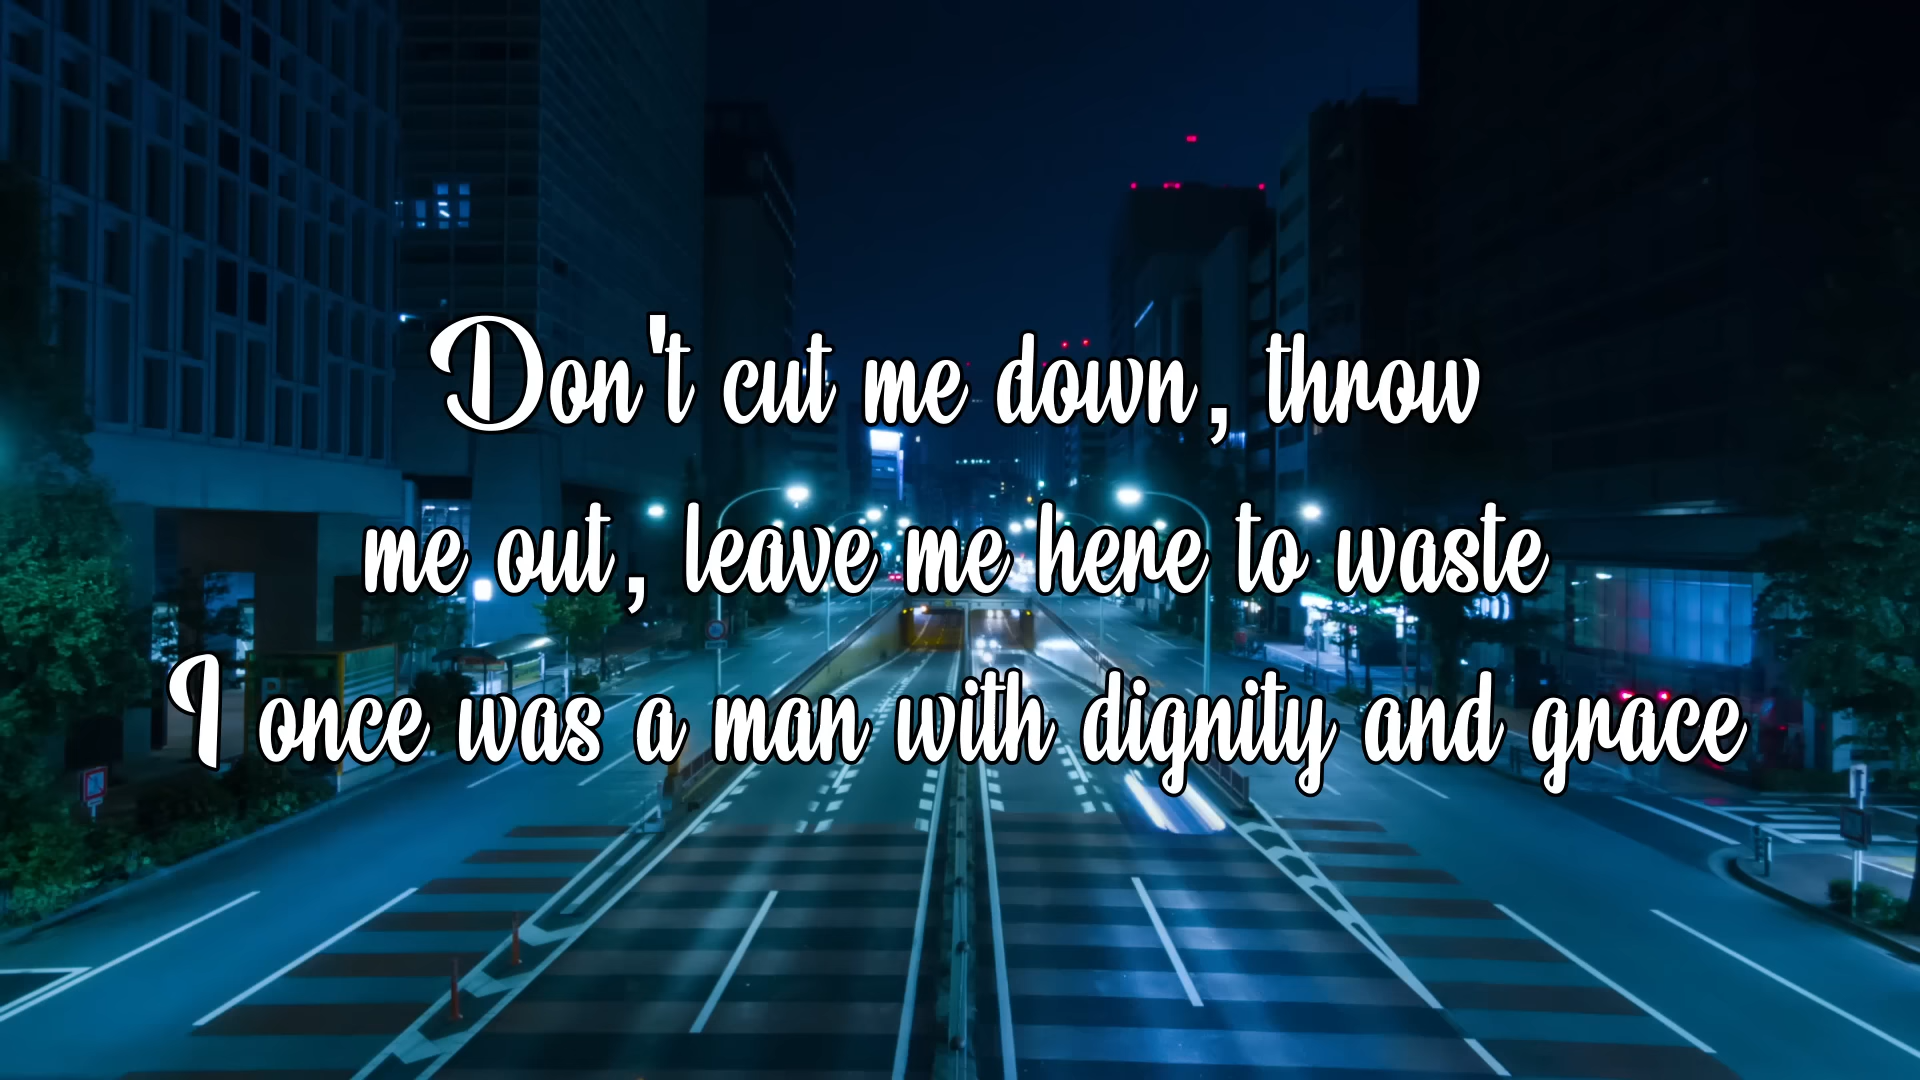 Don't cut me down, throw
me out, leave me here to waste
I once was a man with dignity and grace